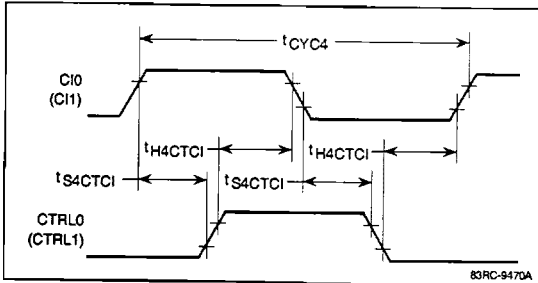 tCYC4
CI0
(CI1)
tH4CTCI
tH4CTCI
tS4CTCI
tS4CTCI
CTRL0
(CTRL1)
83RC-9470A